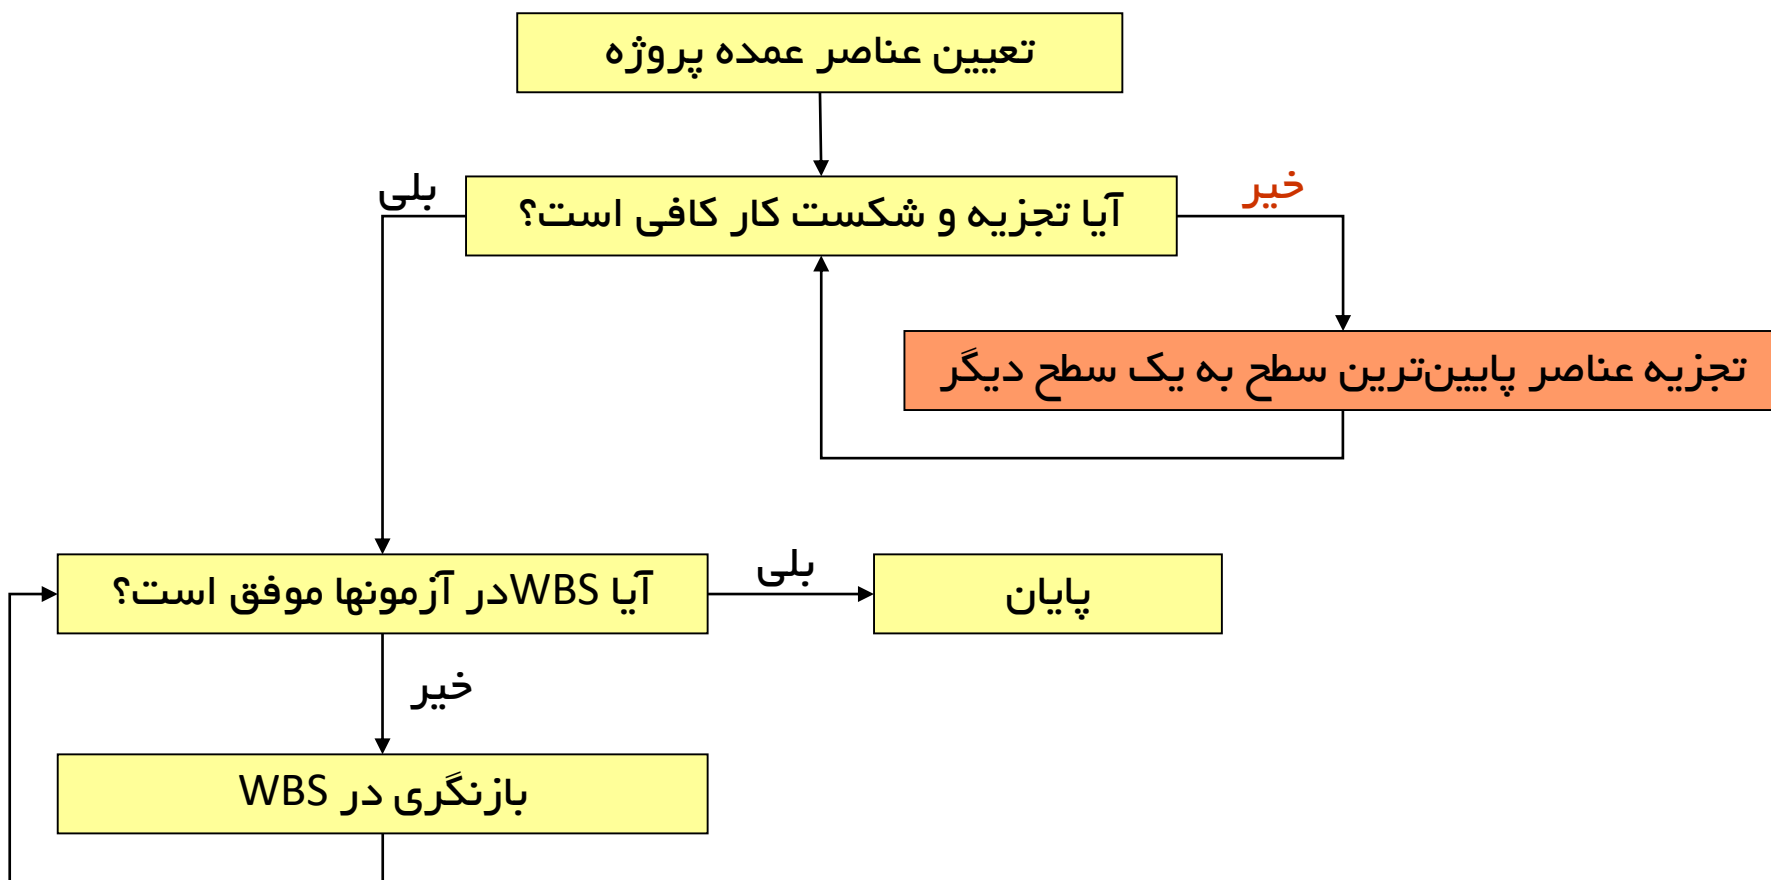 تعیین عناصر عمده پروژه
بلی
خیر
آیا تجزیه و شکست کار کافی است؟
تجزیه عناصر پایین‌ترین سطح به یک سطح دیگر
بلی
آیا WBSدر آزمونها موفق است؟
پایان
خیر
بازنگری در WBS